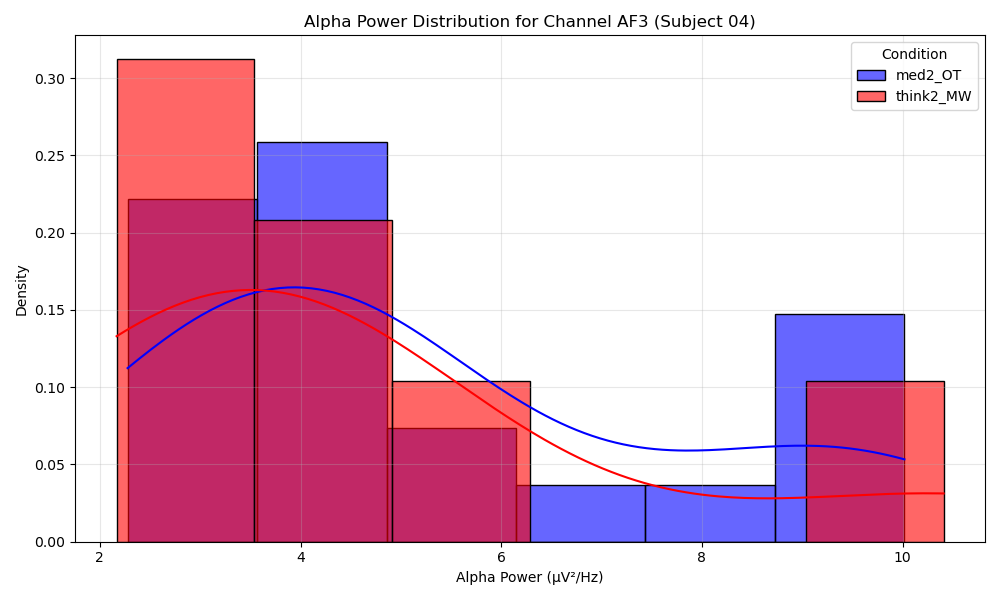 Alpha Power Distribution for Channel AF3 (Subject 04)
Condition
med2_OT
think2_MW
Density
0.30
0.25
0.20
0.15
0.10
0.05
0.00
2 4 6 8 10
Alpha Power (μV²/Hz)